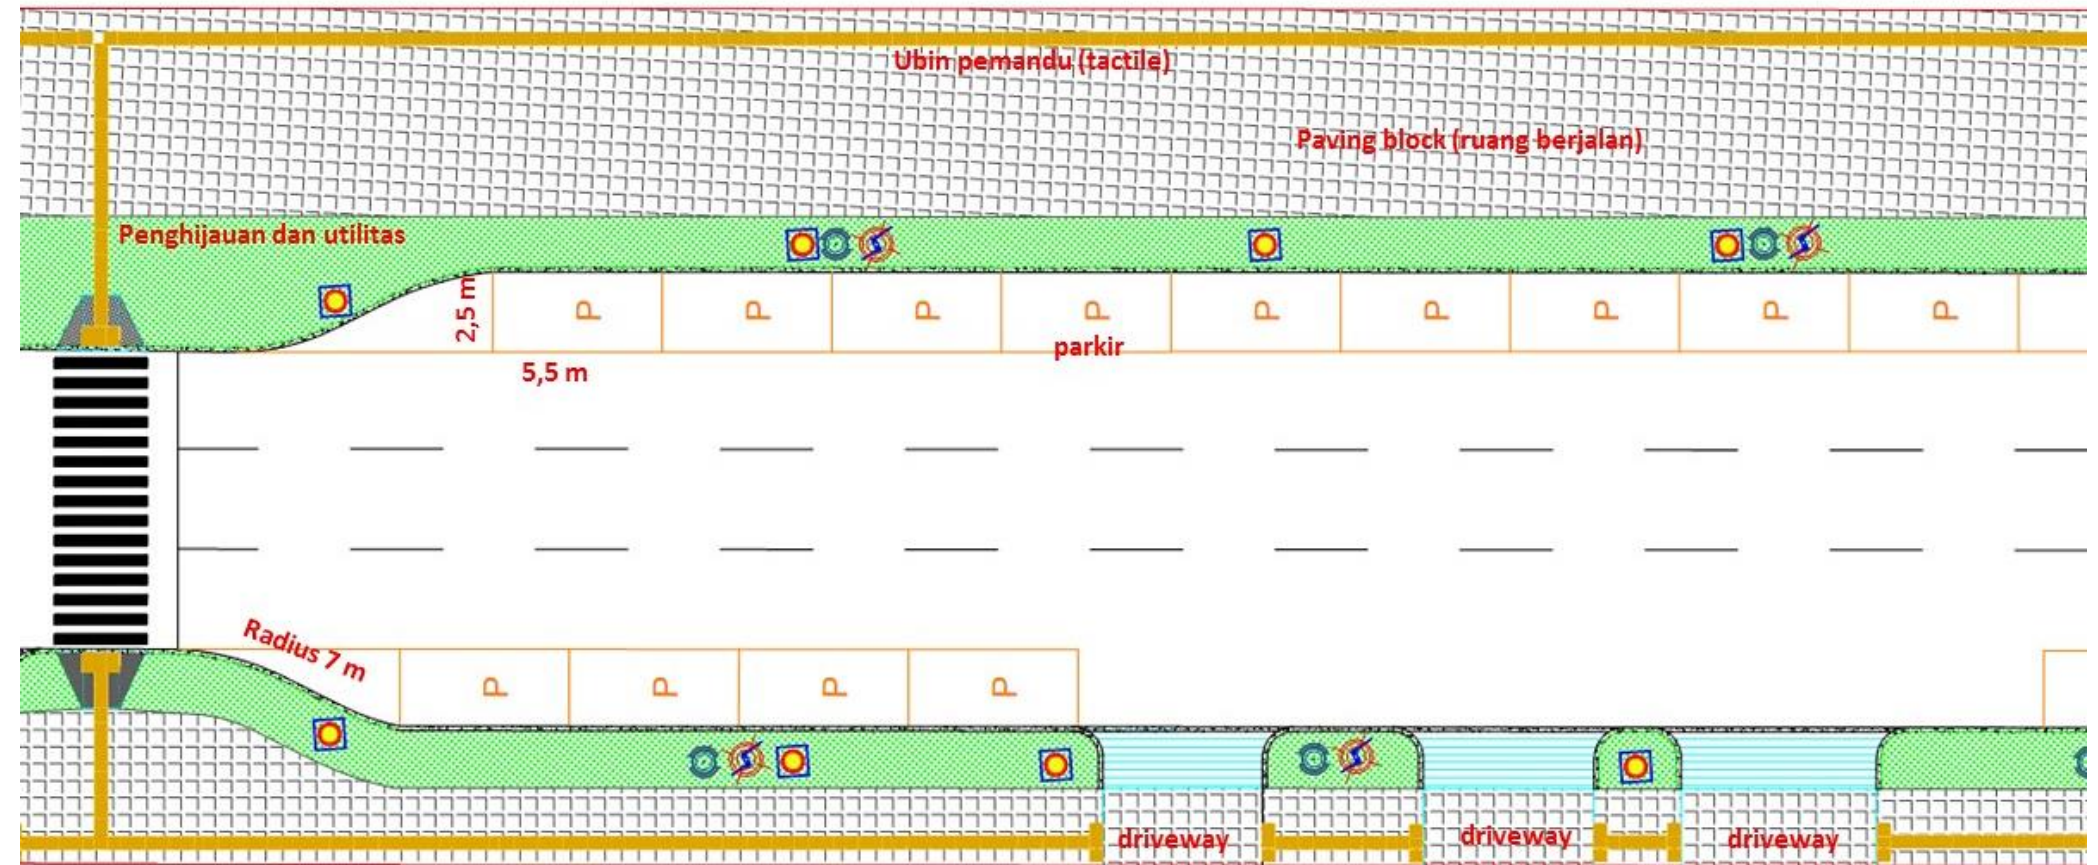 Ubin pemandu (tactile)
Paving block (ruang berjalan)
Penghijauan dan utilitas
2,5 m
P P P P P P P P P
parkir
5,5 m
Radius 7 m
P P P P
driveway driveway driveway